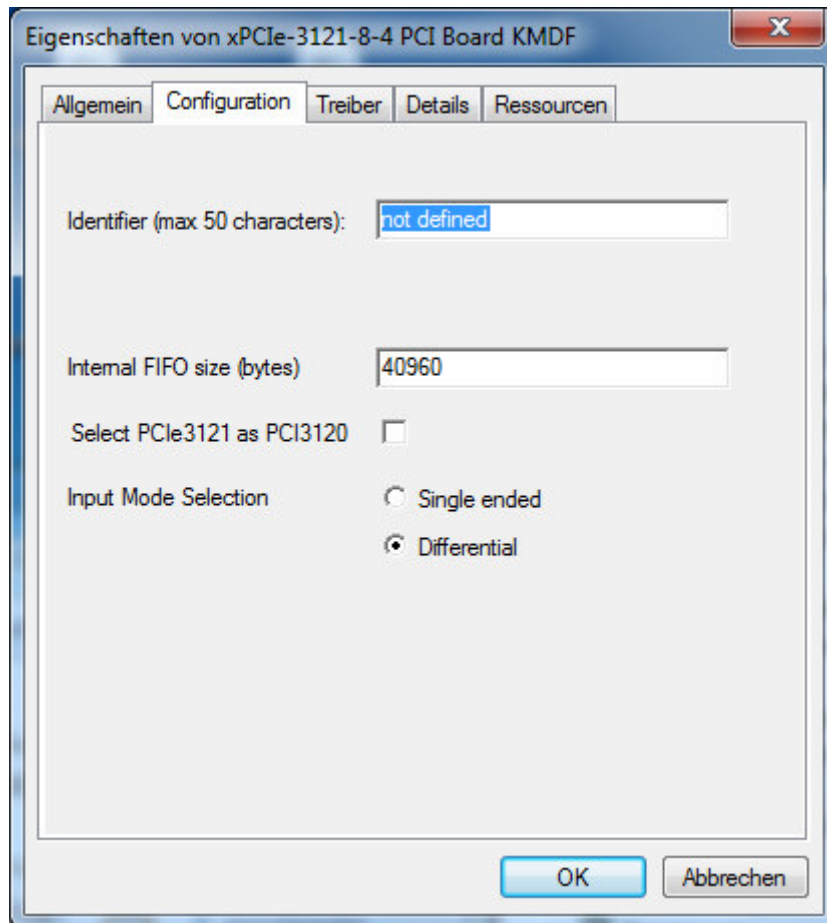 Eigenschaften von xPCIe-3121-8-4 PCI Board KMDF
Allgemein Configuration Treiber Details Ressourcen
Identifier (max 50 characters): not defined
Internal FIFO size (bytes) 40960
Select PCIe3121 as PCI3120
Input Mode Selection Single ended
Differential
OK Abbrechen